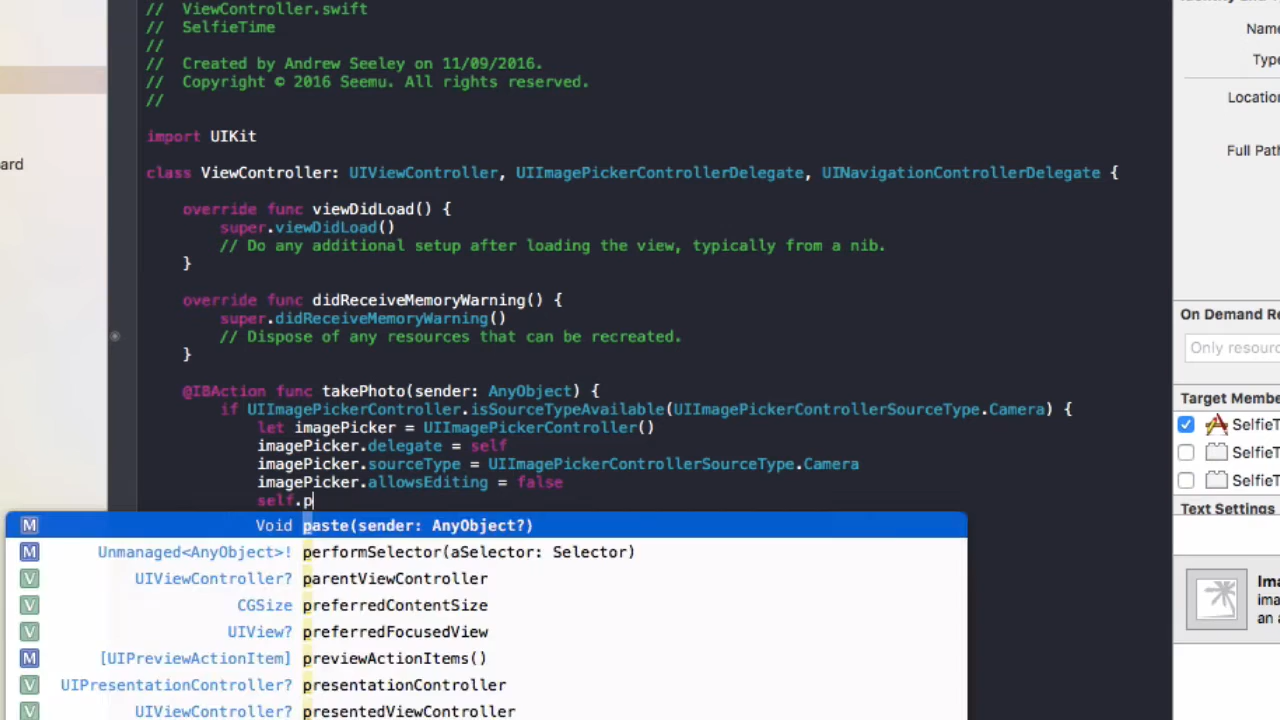 //  ViewController.swift
//  SelfieTime
//
//  Created by Andrew Seeley on 11/09/2016.
//  Copyright © 2016 Seemu. All rights reserved.
//
import UIKit
class ViewController: UIViewController, UIImagePickerControllerDelegate, UINavigationControllerDelegate {
override func viewDidLoad() {
super.viewDidLoad()
// Do any additional setup after loading the view, typically from a nib.
}
override func didReceiveMemoryWarning() {
super.didReceiveMemoryWarning()
// Dispose of any resources that can be recreated.
}
@IBAction func takePhoto(sender: AnyObject) {
if UIImagePickerController.isSourceTypeAvailable(UIImagePickerControllerSourceType.Camera) {
let imagePicker = UIImagePickerController()
imagePicker.delegate = self
imagePicker.sourceType = UIImagePickerControllerSourceType.Camera
imagePicker.allowsEditing = false
self.p
M Void paste(sender: AnyObject?)
M Unmanaged<AnyObject>! performSelector(aSelector: Selector)
V UIViewController? parentViewController
V CGSize preferredContentSize
V UIView? preferredFocusedView
M [UIPreviewActionItem] previewActionItems()
V UIPresentationController? presentationController
V UIViewController? presentedViewController
ard
Name
Type
Location
Full Path
On Demand Re
Only resourc
Target Membe
SelfieT
SelfieT
SelfieT
Text Settings
Ima
ima
an a